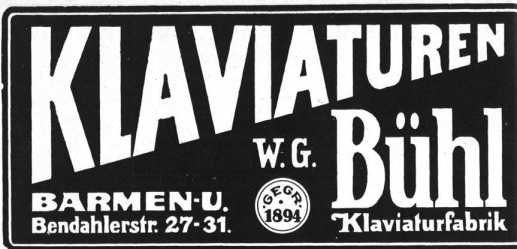 KLAVIATUREN
W.G. Bühl
Klaviaturfabrik
GEGR.
1894
BARMEN-U.
Bendahlerstr. 27-31.